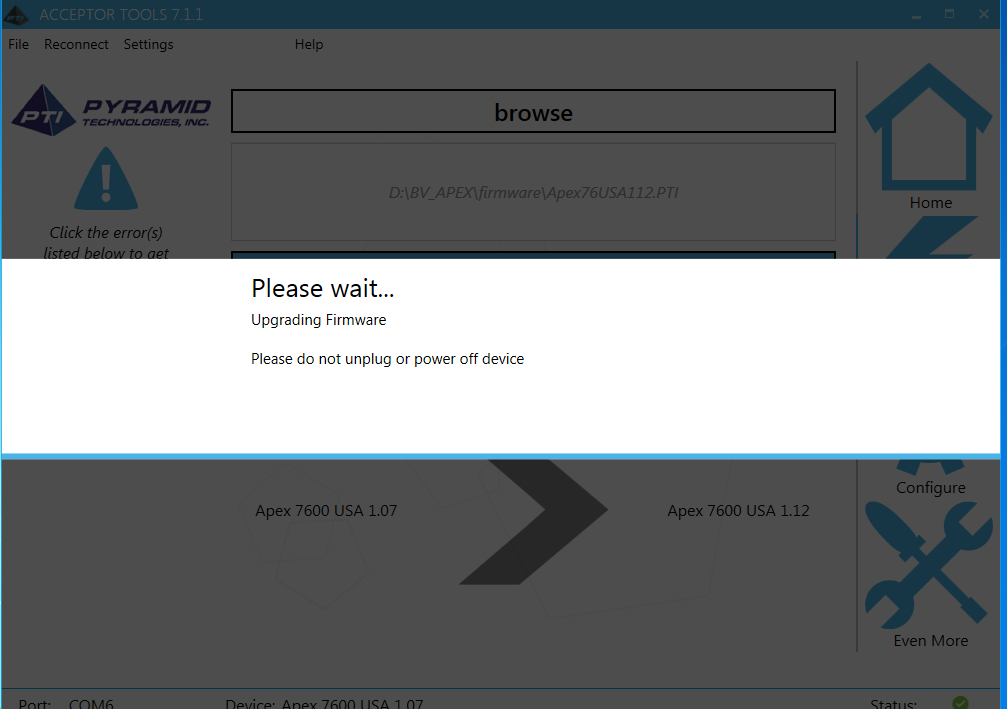 PTI ACCEPTOR TOOLS 7.1.1
File Reconnect Settings Help
PTI PYRAMID
TECHNOLOGIES, INC.
browse
D:\BV_APEX\firmware\Apex76USA112.PTI
Click the error(s)
listed below to get
Home
Please wait...
Upgrading Firmware
Please do not unplug or power off device
Configure
Apex 7600 USA 1.07
Apex 7600 USA 1.12
Even More
Port: COM6 Device: Apex 7600 USA 1.07 Status: